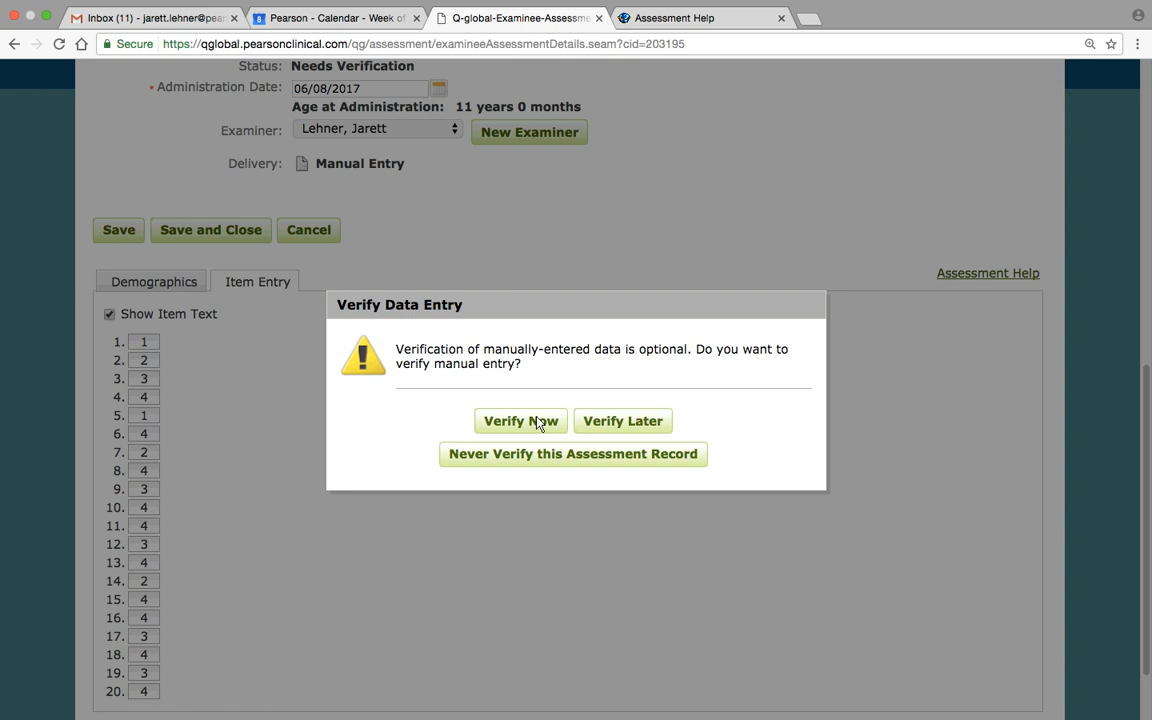 Inbox (11) - jarett.lehner@pear
Pearson - Calendar - Week of
Q-global-Examinee-Assessme
Assessment Help
Secure https://qglobal.pearsonclinical.com/qg/assessment/examineeAssessmentDetails.seam?cid=203195
Status: Needs Verification
• Administration Date: 06/08/2017
Age at Administration: 11 years 0 months
Examiner: Lehner, Jarett New Examiner
Delivery: Manual Entry
Save Save and Close Cancel
Demographics Item Entry Assessment Help
Show Item Text
Verify Data Entry
Verification of manually-entered data is optional. Do you want to
verify manual entry?
Verify Now Verify Later
Never Verify this Assessment Record
1. 1
2. 2
3. 3
4. 4
5. 1
6. 4
7. 2
8. 4
9. 3
10. 4
11. 4
12. 3
13. 4
14. 2
15. 4
16. 4
17. 3
18. 4
19. 3
20. 4